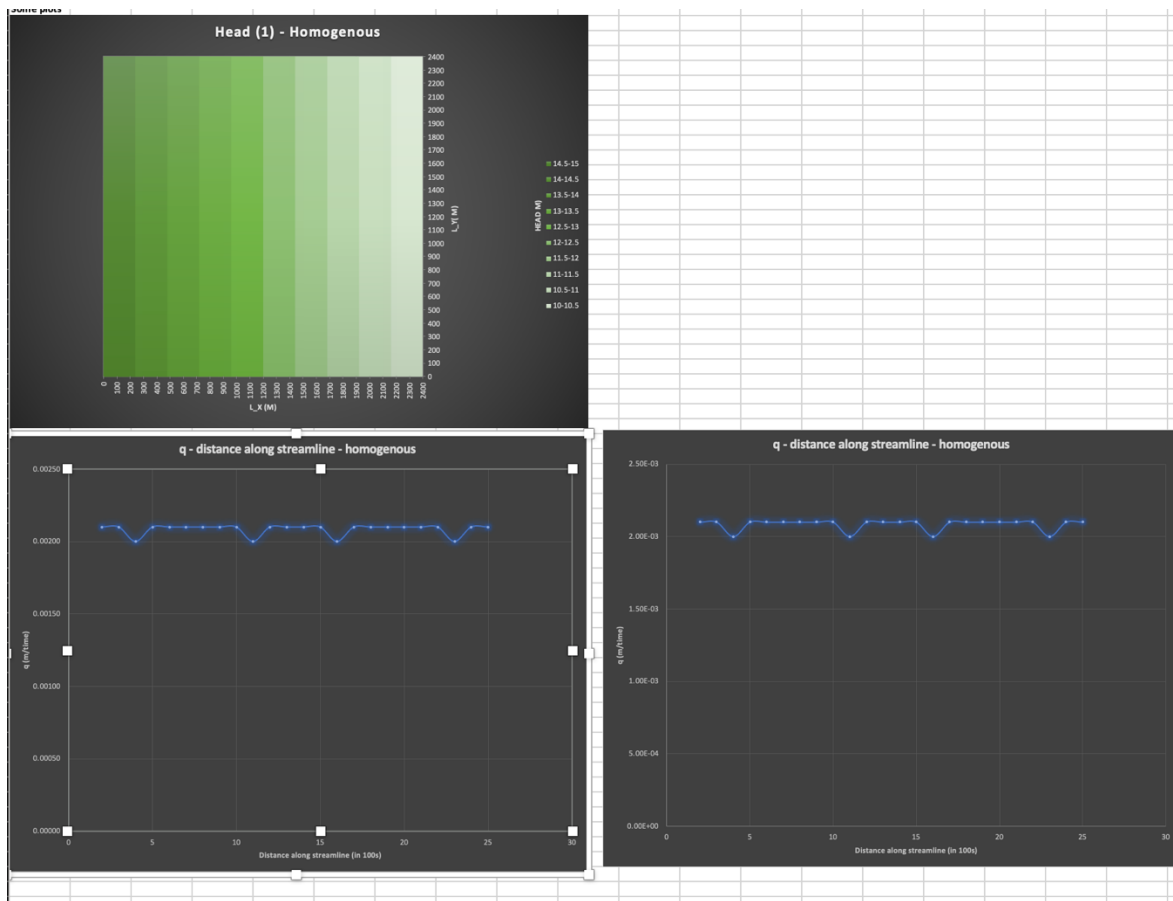 Some plots
Head (1) - Homogenous
2400
2300
2200
2100
2000
1900
1800
1700
1600
1500
1400
1300
1200
1100
1000
900
800
700
600
500
400
300
200
100
0
L_Y( M)
0 100 200 300 400 500 600 700 800 900 1000 1100 1200 1300 1400 1500 1600 1700 1800 1900 2000 2100 2200 2300 2400
L_X (M)
HEAD M)
14.5-15
14-14.5
13.5-14
13-13.5
12.5-13
12-12.5
11.5-12
11-11.5
10.5-11
10-10.5
q - distance along streamline - homogenous
0.00250
0.00200
0.00150
0.00100
0.00050
0.00000
q (m/time)
0 5 10 15 20 25 30
Distance along streamline (in 100s)
q - distance along streamline - homogenous
2.50E-03
2.00E-03
1.50E-03
1.00E-03
5.00E-04
0.00E+00
q (m/time)
0 5 10 15 20 25 30
Distance along streamline (in 100s)